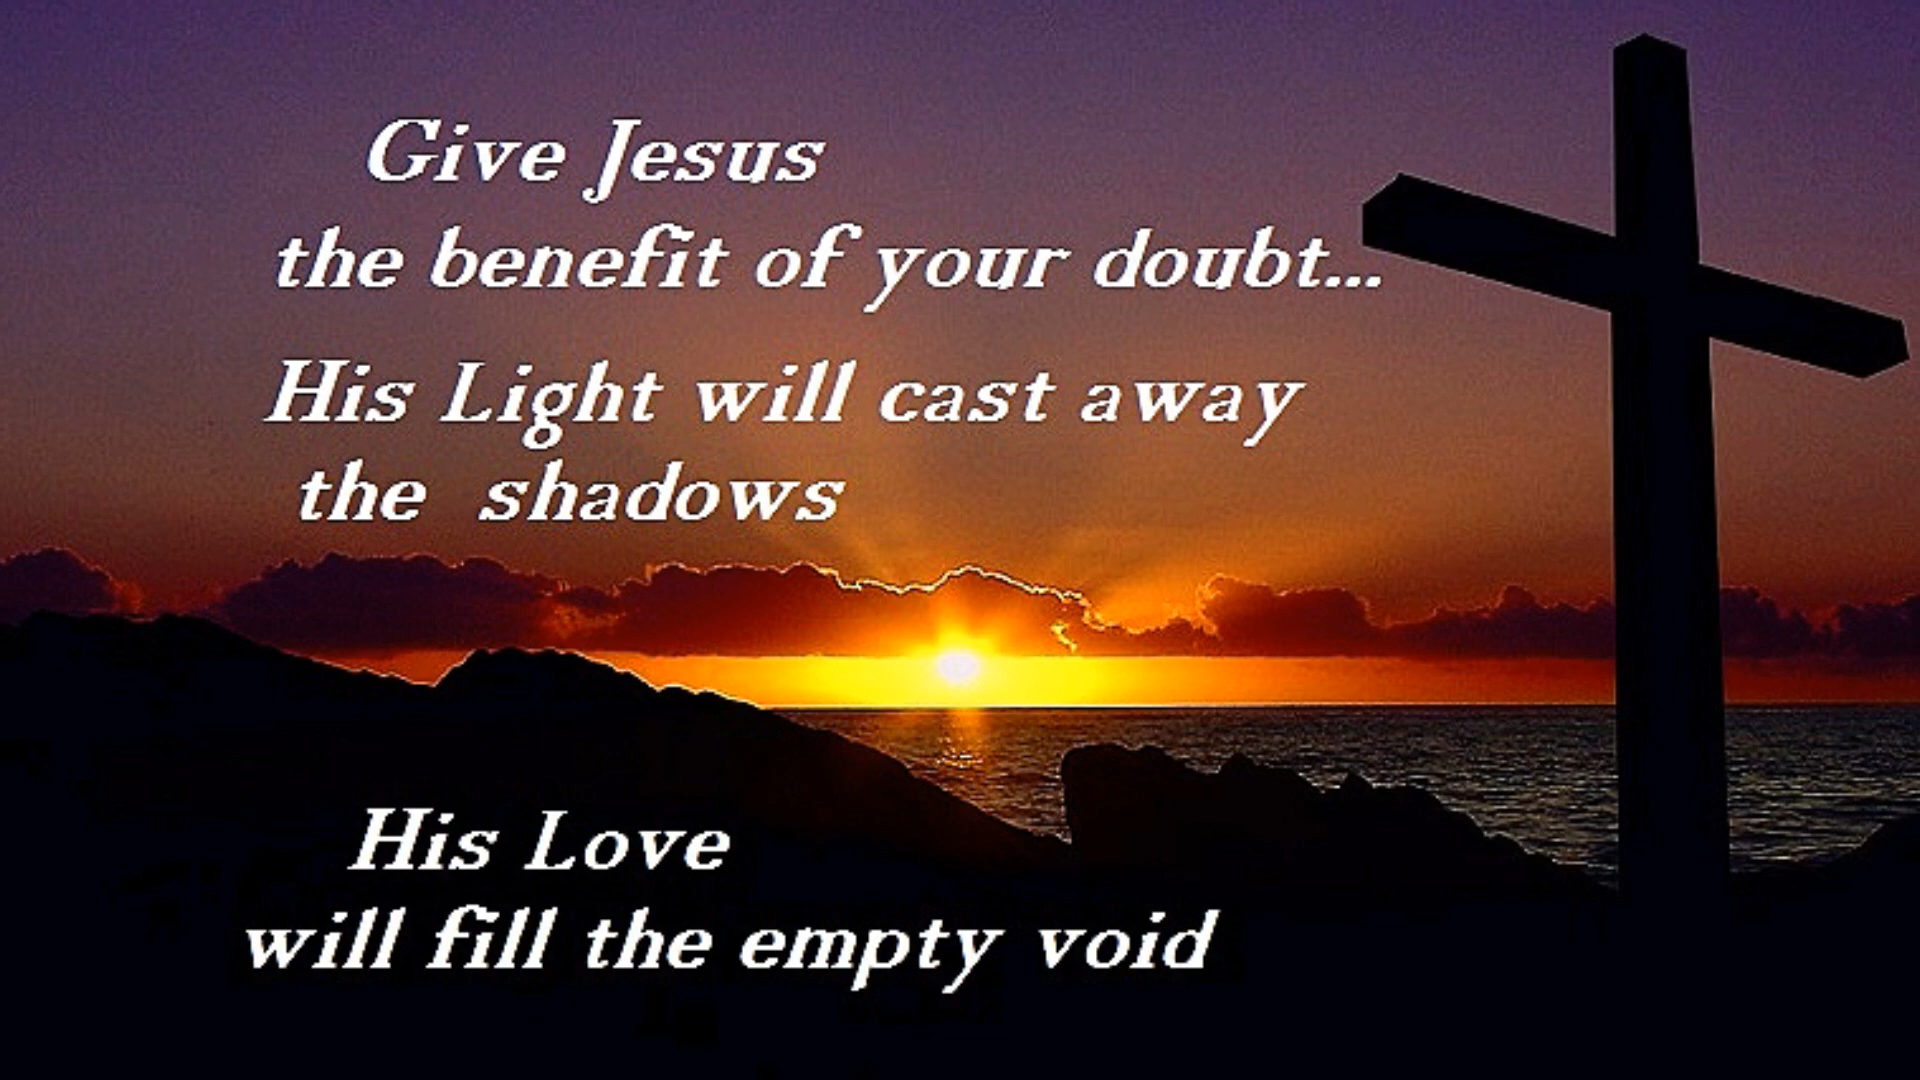 Give Jesus
the benefit of your doubt...
His Light will cast away
the shadows
His Love
will fill the empty void